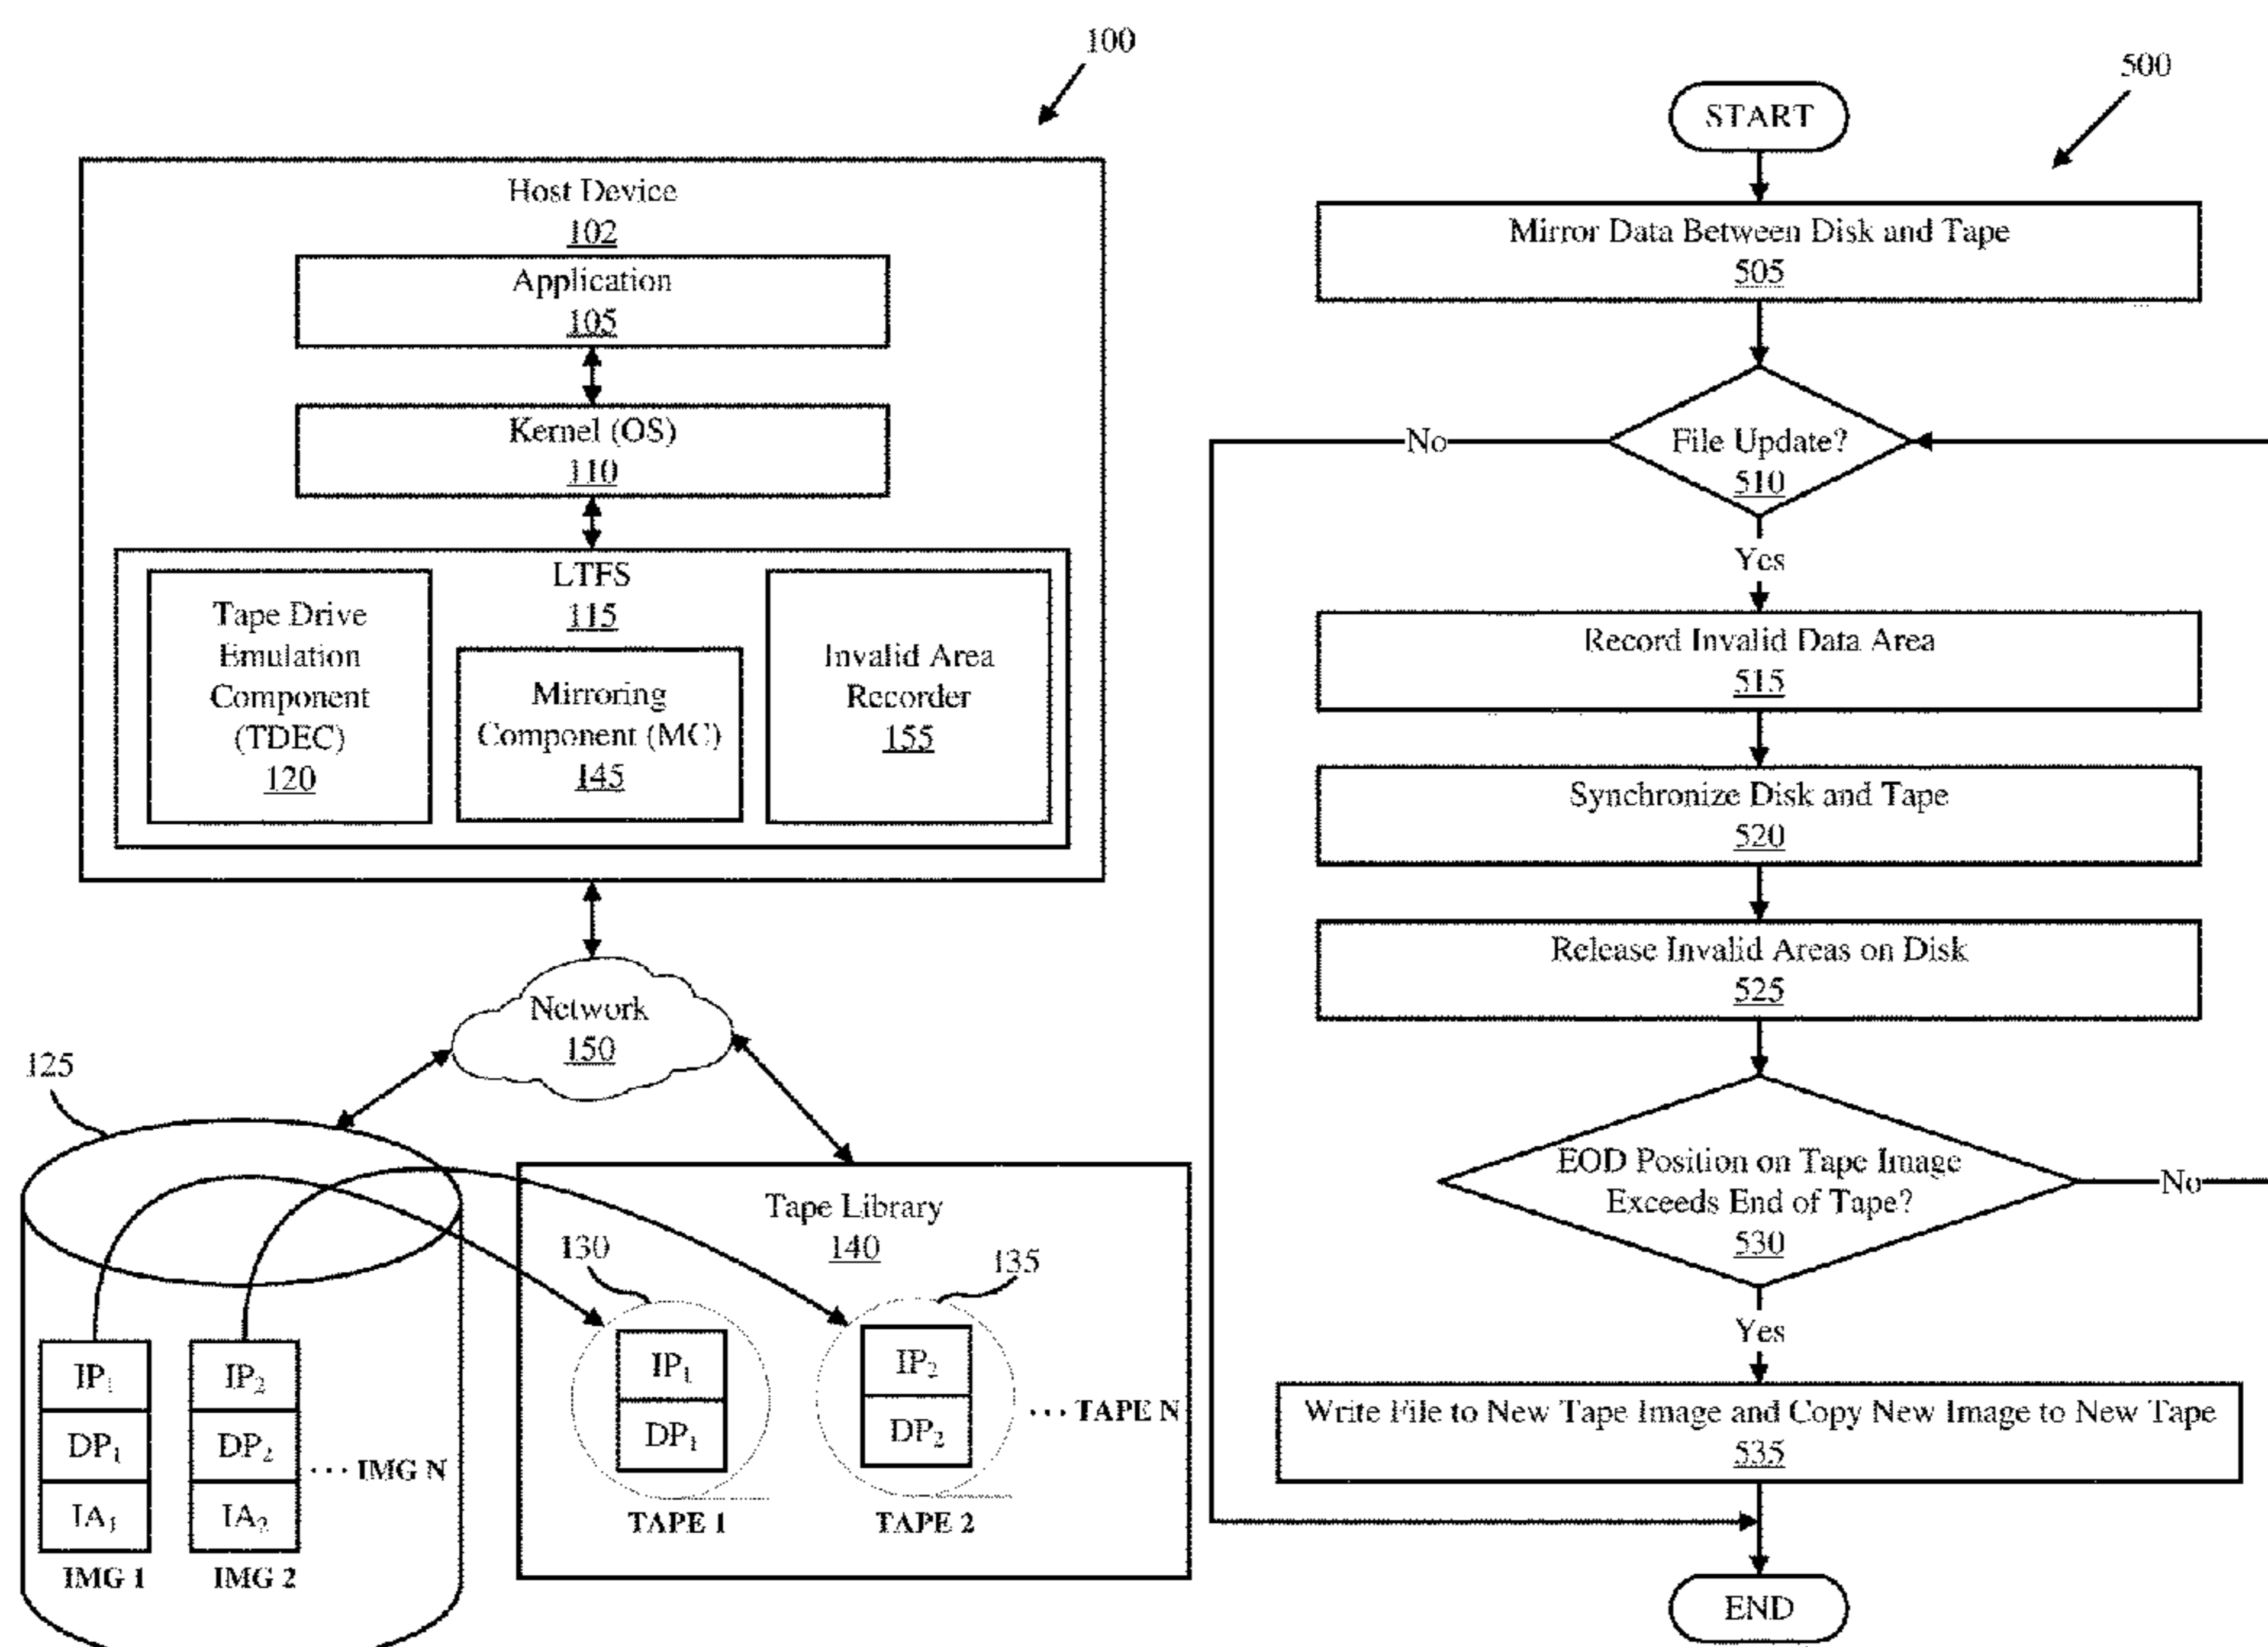 100
Host Device
102
Application
105
Kernel (OS)
110
LTFS
115
Tape Drive
Emulation
Component
(TDEC)
120
Mirroring
Component (MC)
145
Invalid Area
Recorder
155
Network
150
125
IP₁
DP₁
IA₁
IMG 1
IP₂
DP₂
IA₂
IMG 2
... IMG N
Tape Library
140
130
IP₁
DP₁
TAPE 1
135
IP₂
DP₂
TAPE 2
... TAPE N
500
START
Mirror Data Between Disk and Tape
505
File Update?
510
No
Yes
Record Invalid Data Area
515
Synchronize Disk and Tape
520
Release Invalid Areas on Disk
525
EOD Position on Tape Image
Exceeds End of Tape?
530
No
Yes
Write File to New Tape Image and Copy New Image to New Tape
535
END